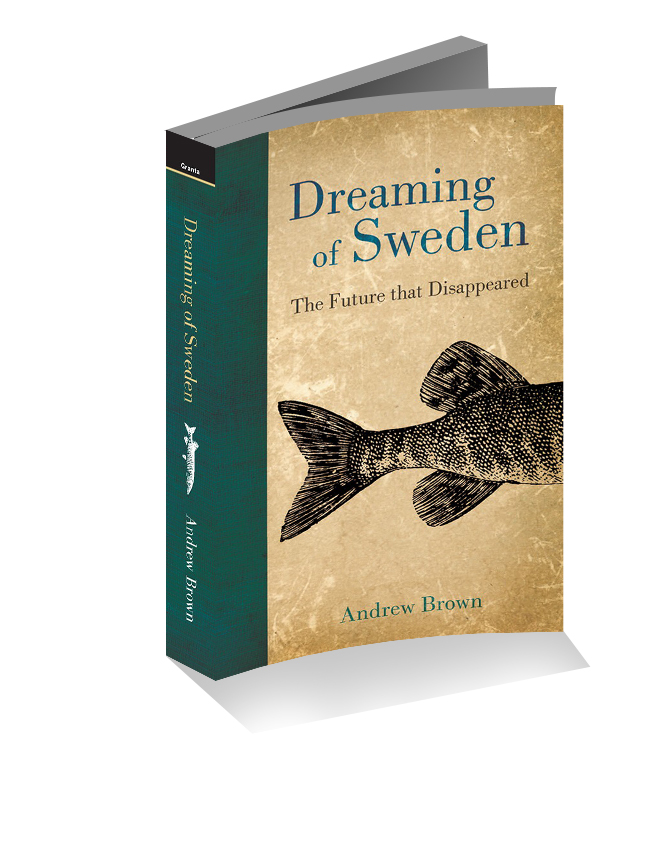 Granta
Dreaming of Sweden
Andrew Brown
Dreaming
of Sweden
The Future that Disappeared
Andrew Brown